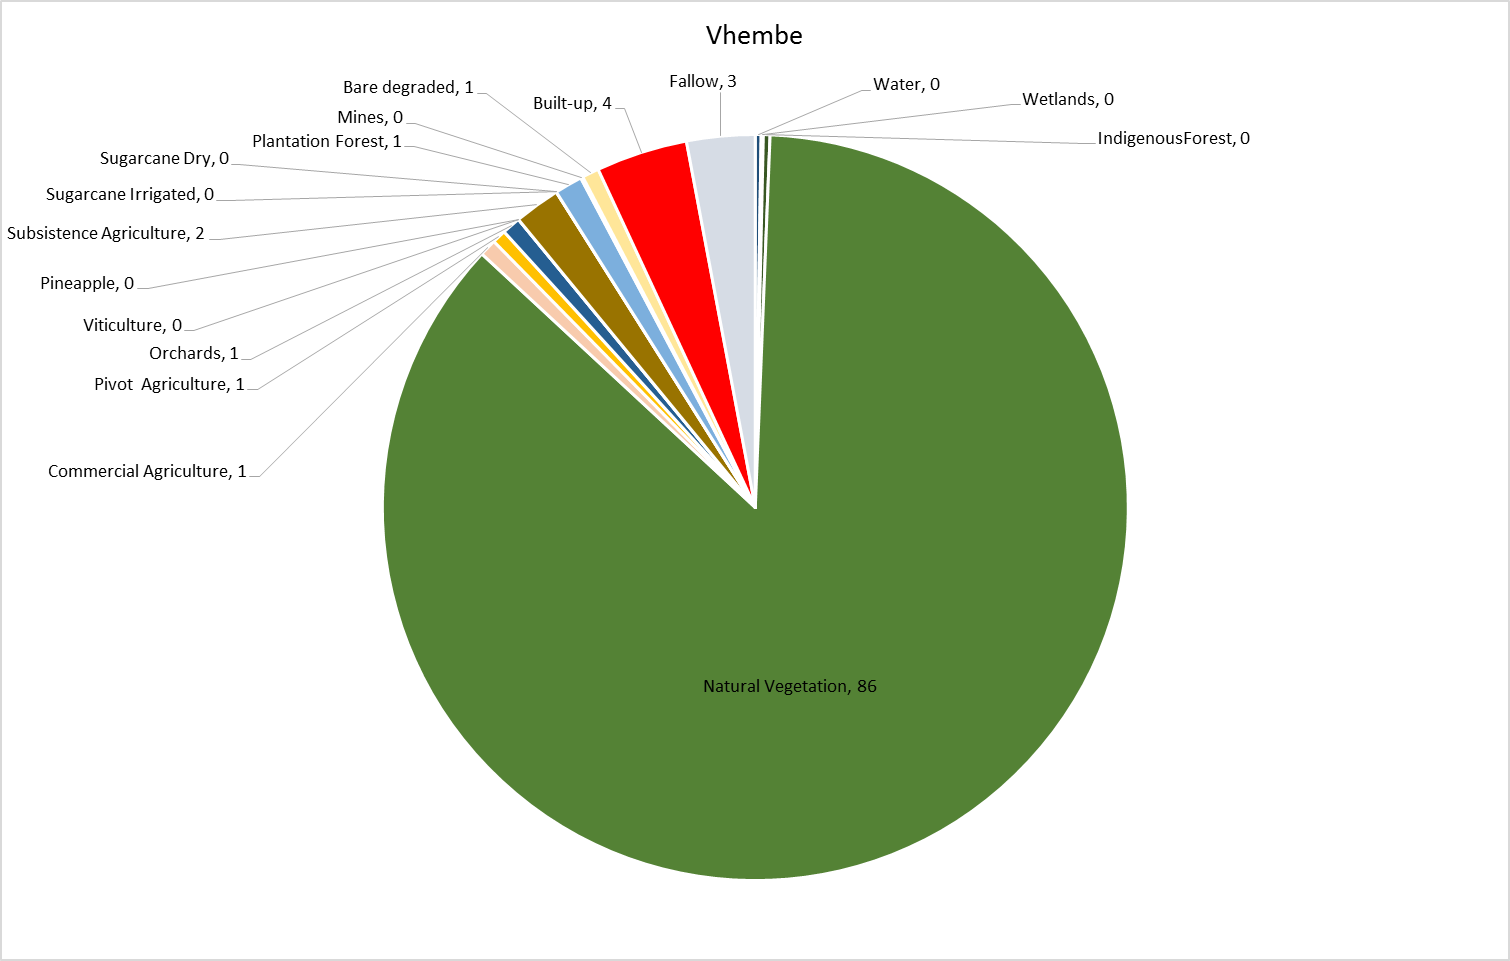 Vhembe
Fallow, 3
Water, 0
Bare degraded, 1
Wetlands, 0
Built-up, 4
Mines, 0
IndigenousForest, 0
Plantation Forest, 1
Sugarcane Dry, 0
Sugarcane Irrigated, 0
Subsistence Agriculture, 2
Pineapple, 0
Viticulture, 0
Orchards, 1
Pivot  Agriculture, 1
Commercial Agriculture, 1
Natural Vegetation, 86